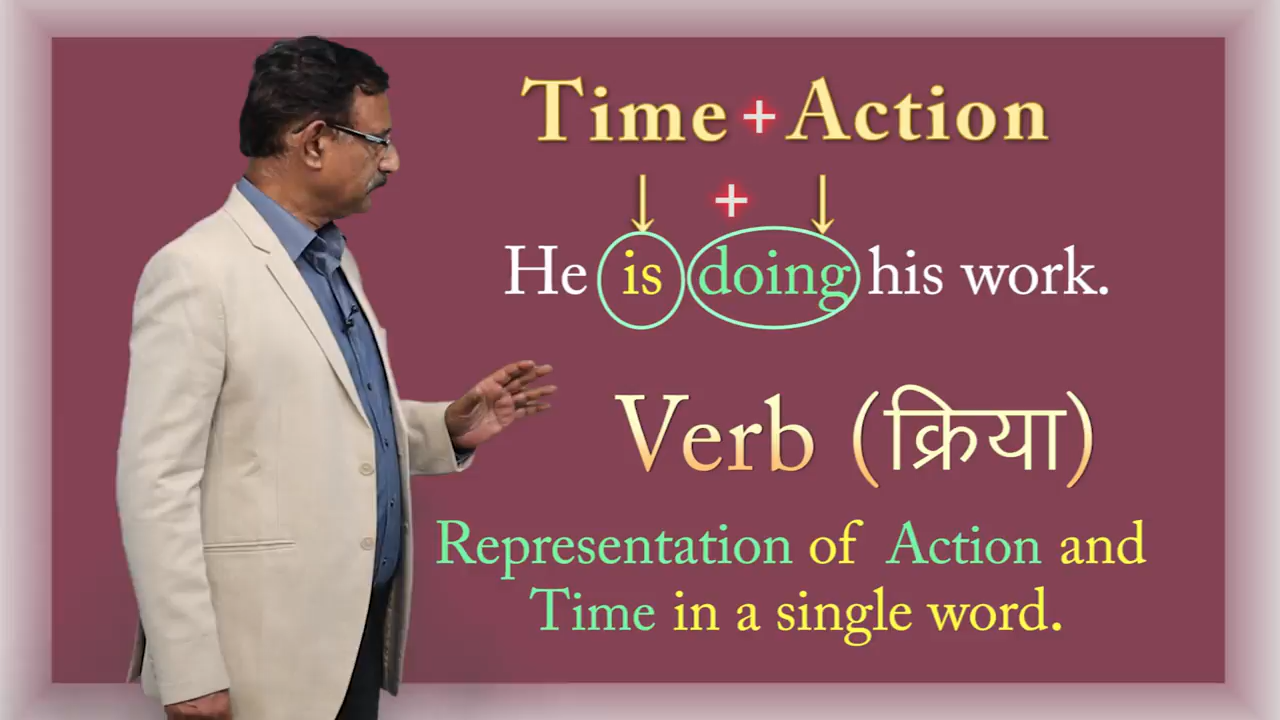 Time + Action
+
He is doing his work.
Verb (क्रिया)
Representation of Action and
Time in a single word.